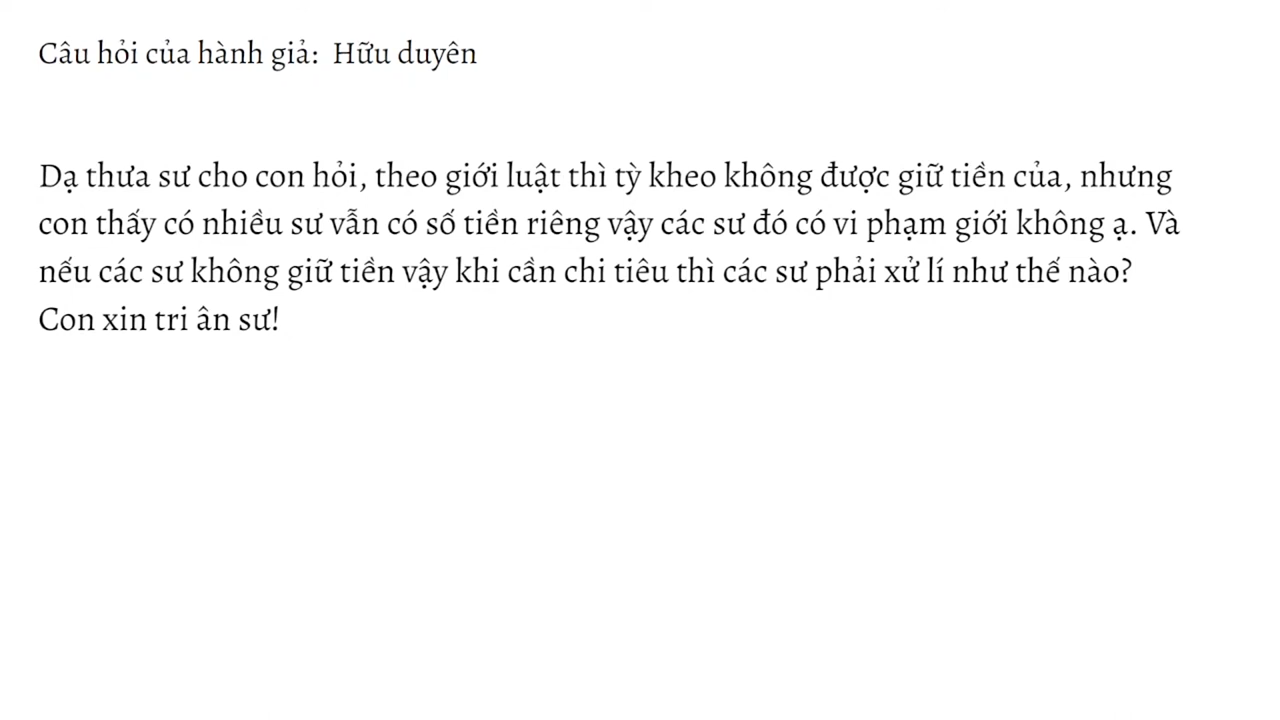 Câu hỏi của hành giả: Hữu duyên
Dạ thưa sư cho con hỏi, theo giới luật thì tỳ kheo không được giữ tiền của, nhưng
con thấy có nhiều sư vẫn có số tiền riêng vậy các sư đó có vi phạm giới không ạ. Và
nếu các sư không giữ tiền vậy khi cần chi tiêu thì các sư phải xử lí như thế nào?
Con xin tri ân sư!